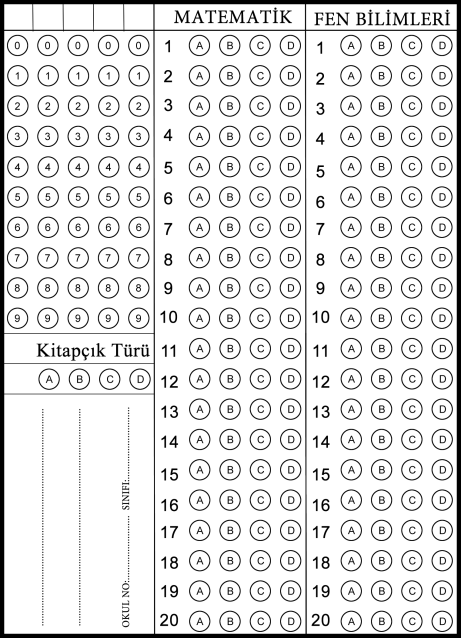 0 0 0 0 0
1 1 1 1 1
2 2 2 2 2
3 3 3 3 3
4 4 4 4 4
5 5 5 5 5
6 6 6 6 6
7 7 7 7 7
8 8 8 8 8
9 9 9 9 9
Kitapçık Türü
A B C D
OKUL NO:............... SINIFI:...............
MATEMATİK
1 A B C D
2 A B C D
3 A B C D
4 A B C D
5 A B C D
6 A B C D
7 A B C D
8 A B C D
9 A B C D
10 A B C D
11 A B C D
12 A B C D
13 A B C D
14 A B C D
15 A B C D
16 A B C D
17 A B C D
18 A B C D
19 A B C D
20 A B C D
FEN BİLİMLERİ
1 A B C D
2 A B C D
3 A B C D
4 A B C D
5 A B C D
6 A B C D
7 A B C D
8 A B C D
9 A B C D
10 A B C D
11 A B C D
12 A B C D
13 A B C D
14 A B C D
15 A B C D
16 A B C D
17 A B C D
18 A B C D
19 A B C D
20 A B C D